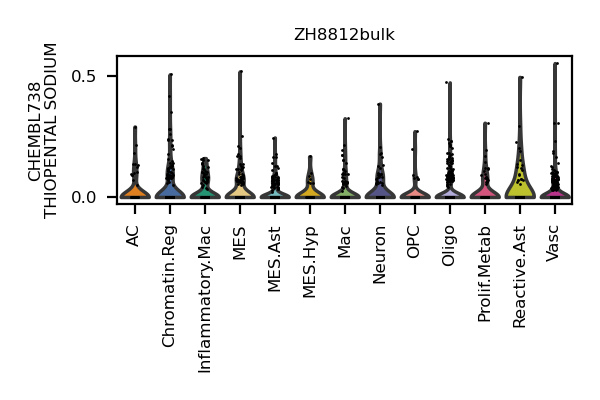 ZH8812bulk
CHEMBL738
THIOPENTAL SODIUM
0.5
0.0
AC
Chromatin.Reg
Inflammatory.Mac
MES
MES.Ast
MES.Hyp
Mac
Neuron
OPC
Oligo
Prolif.Metab
Reactive.Ast
Vasc